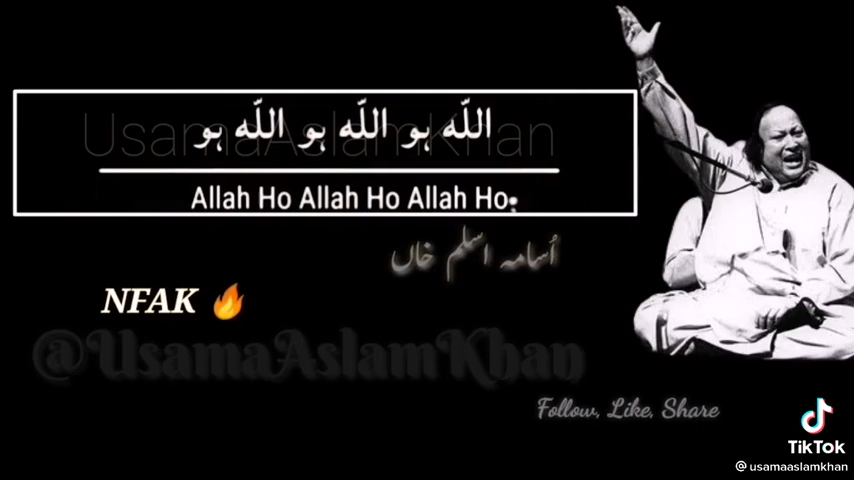 اللّٰه ہو اللّٰه ہو اللّٰه ہو
UsamaAslamKhan
Allah Ho Allah Ho Allah Ho
اُسامہ اسلم خاں
NFAK 🔥
@UsamaAslamKhan
Follow, Like, Share
TikTok
@usamaaslamkhan